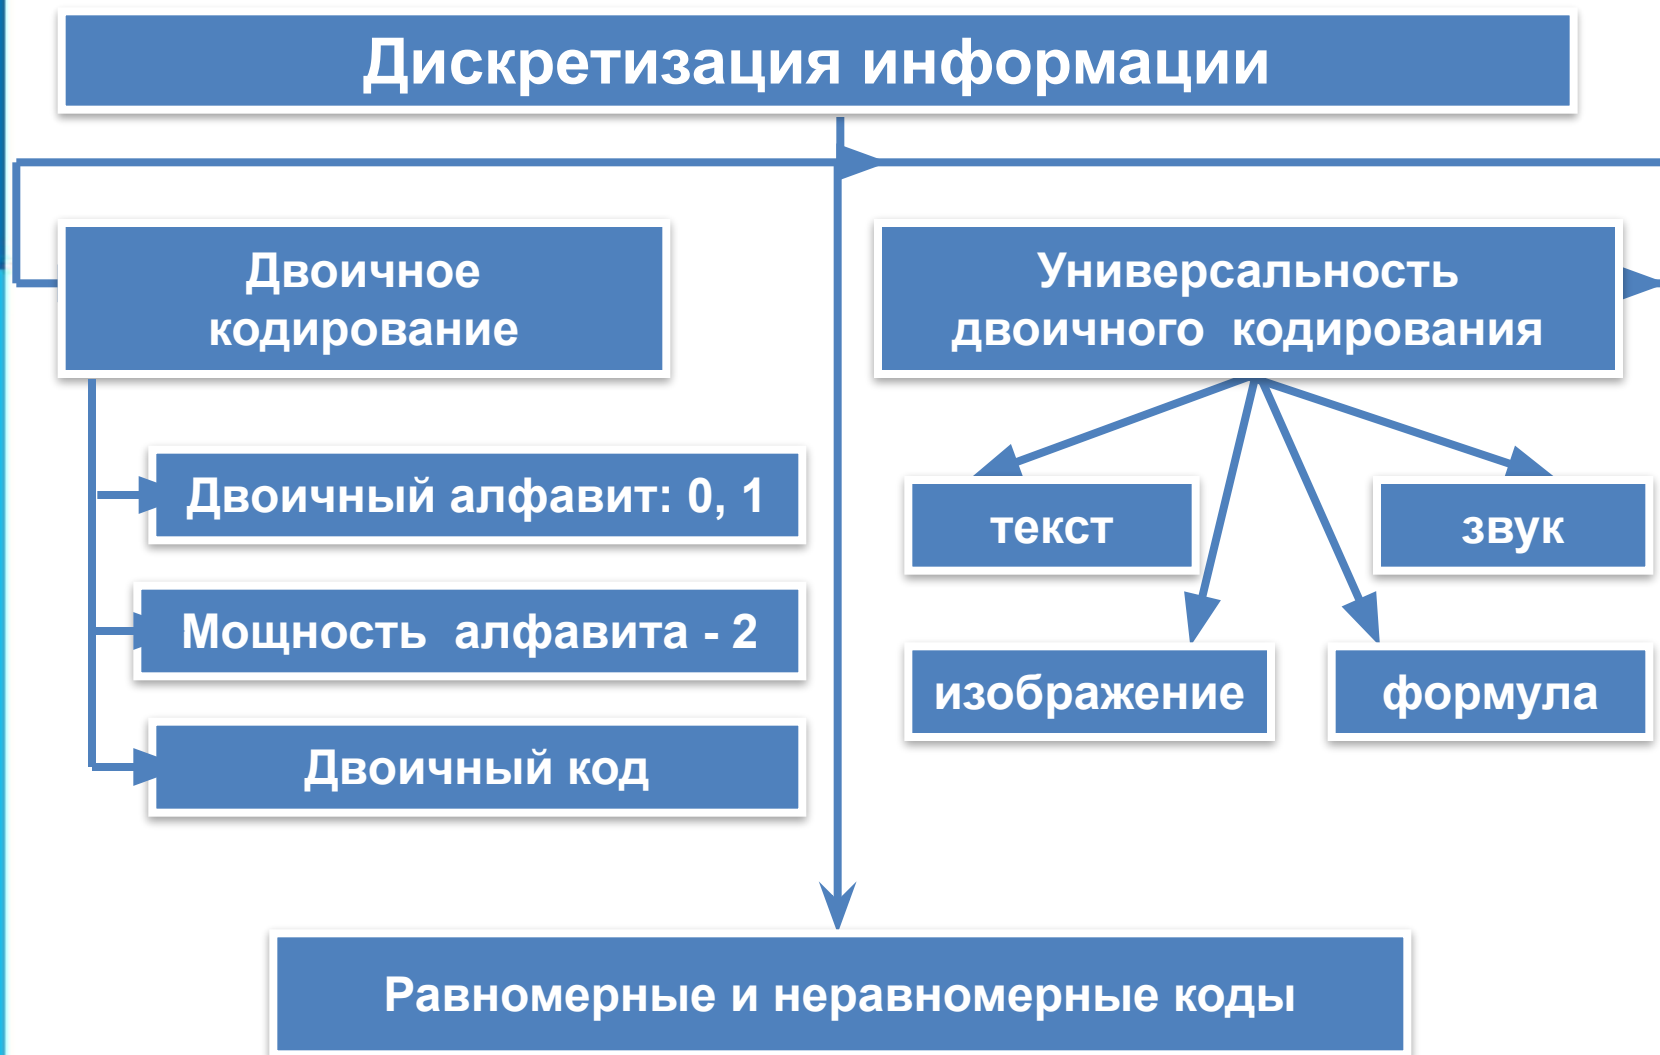 Дискретизация информации
Двоичное
кодирование
Двоичный алфавит: 0, 1
Мощность алфавита - 2
Двоичный код
Универсальность
двоичного кодирования
текст
звук
изображение
формула
Равномерные и неравномерные коды